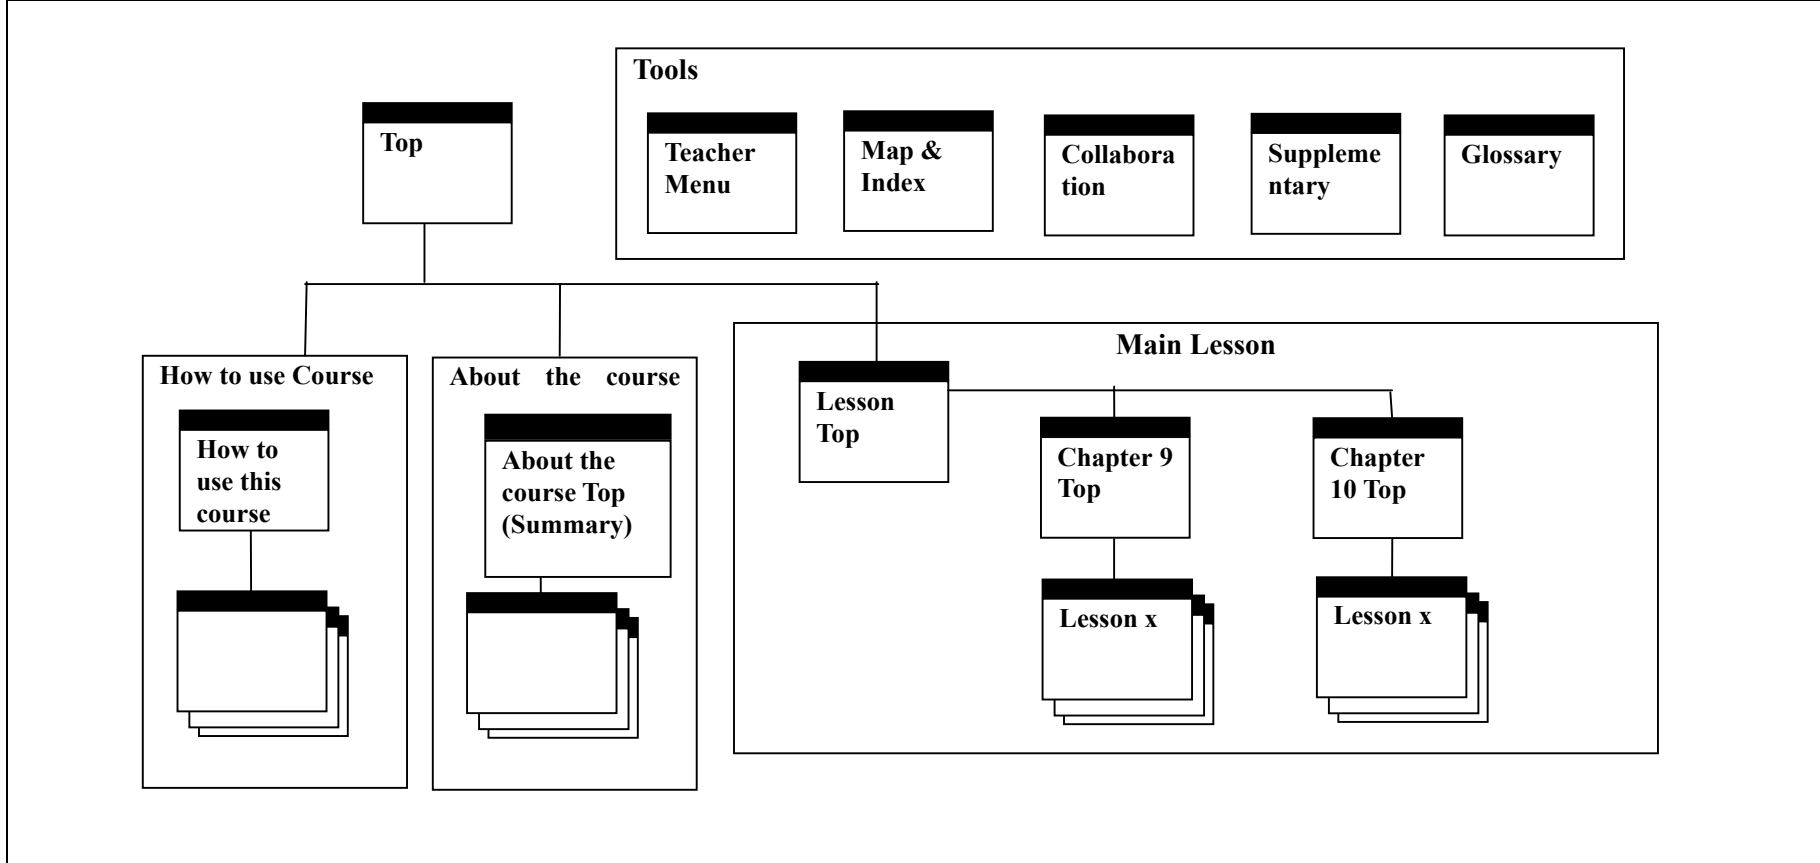 Tools
Top
Teacher
Menu
Map &
Index
Collabora
tion
Suppleme
ntary
Glossary
How to use Course
How to
use this
course
About the course
About the
course Top
(Summary)
Main Lesson
Lesson
Top
Chapter 9
Top
Chapter
10 Top
Lesson x
Lesson x